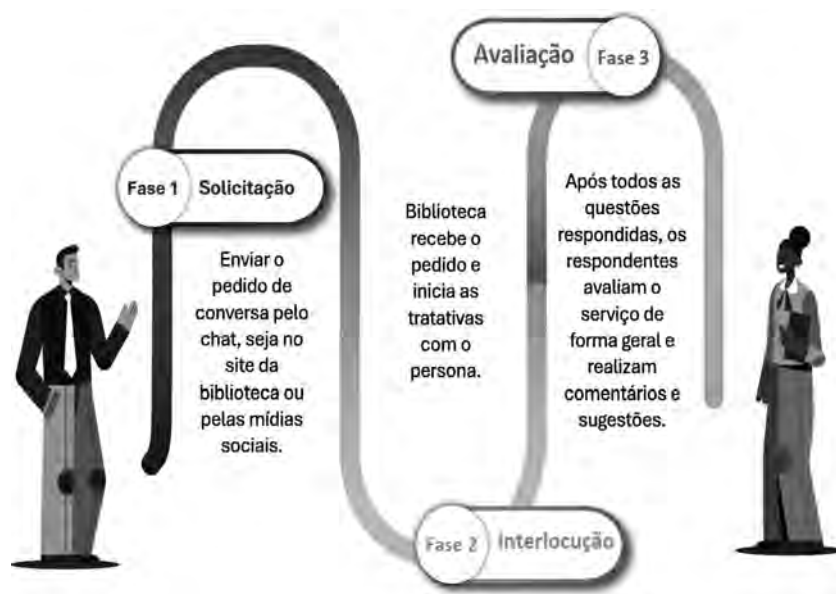 Fase 1 Solicitação
Enviar o
pedido de
conversa pelo
chat, seja no
site da
biblioteca ou
pelas mídias
sociais.
Biblioteca
recebe o
pedido e
inicia as
tratativas
com o
persona.
Fase 2 Interlocução
Avaliação Fase 3
Após todos as
questões
respondidas, os
respondentes
avaliam o
serviço de
forma geral e
realizam
comentários e
sugestões.